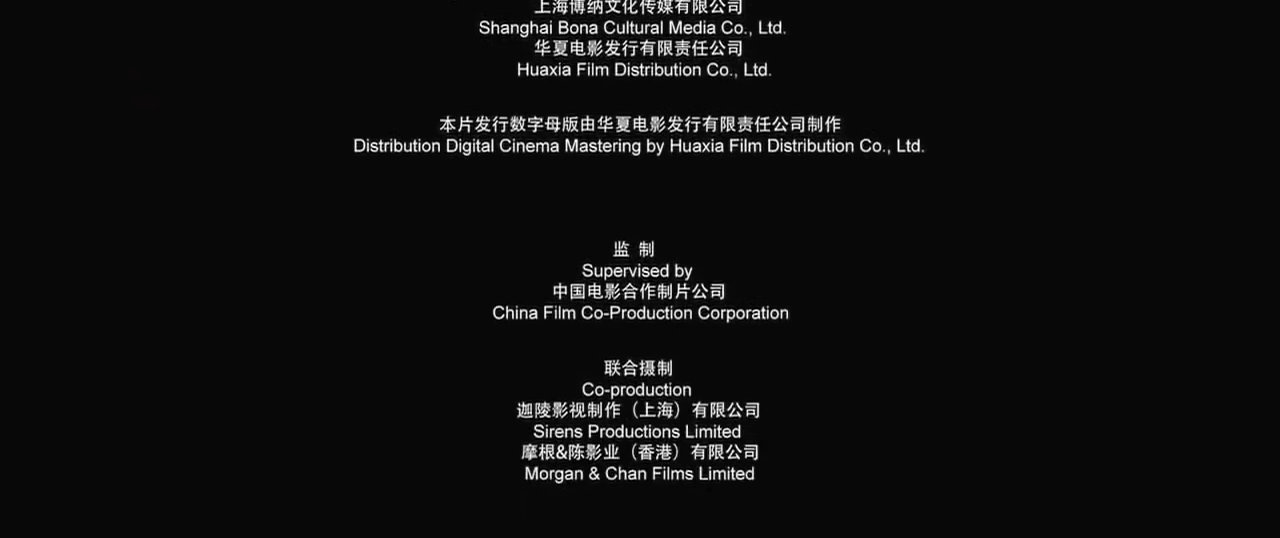 上海博纳文化传媒有限公司
Shanghai Bona Cultural Media Co., Ltd.
华夏电影发行有限责任公司
Huaxia Film Distribution Co., Ltd.
本片发行数字母版由华夏电影发行有限责任公司制作
Distribution Digital Cinema Mastering by Huaxia Film Distribution Co., Ltd.
监 制
Supervised by
中国电影合作制片公司
China Film Co-Production Corporation
联合摄制
Co-production
迦陵影视制作（上海）有限公司
Sirens Productions Limited
摩根&陈影业（香港）有限公司
Morgan & Chan Films Limited